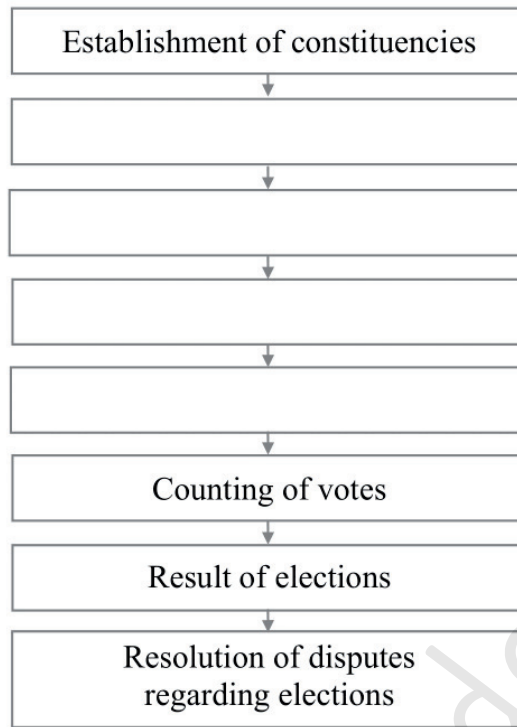 Establishment of constituencies
Counting of votes
Result of elections
Resolution of disputes
regarding elections